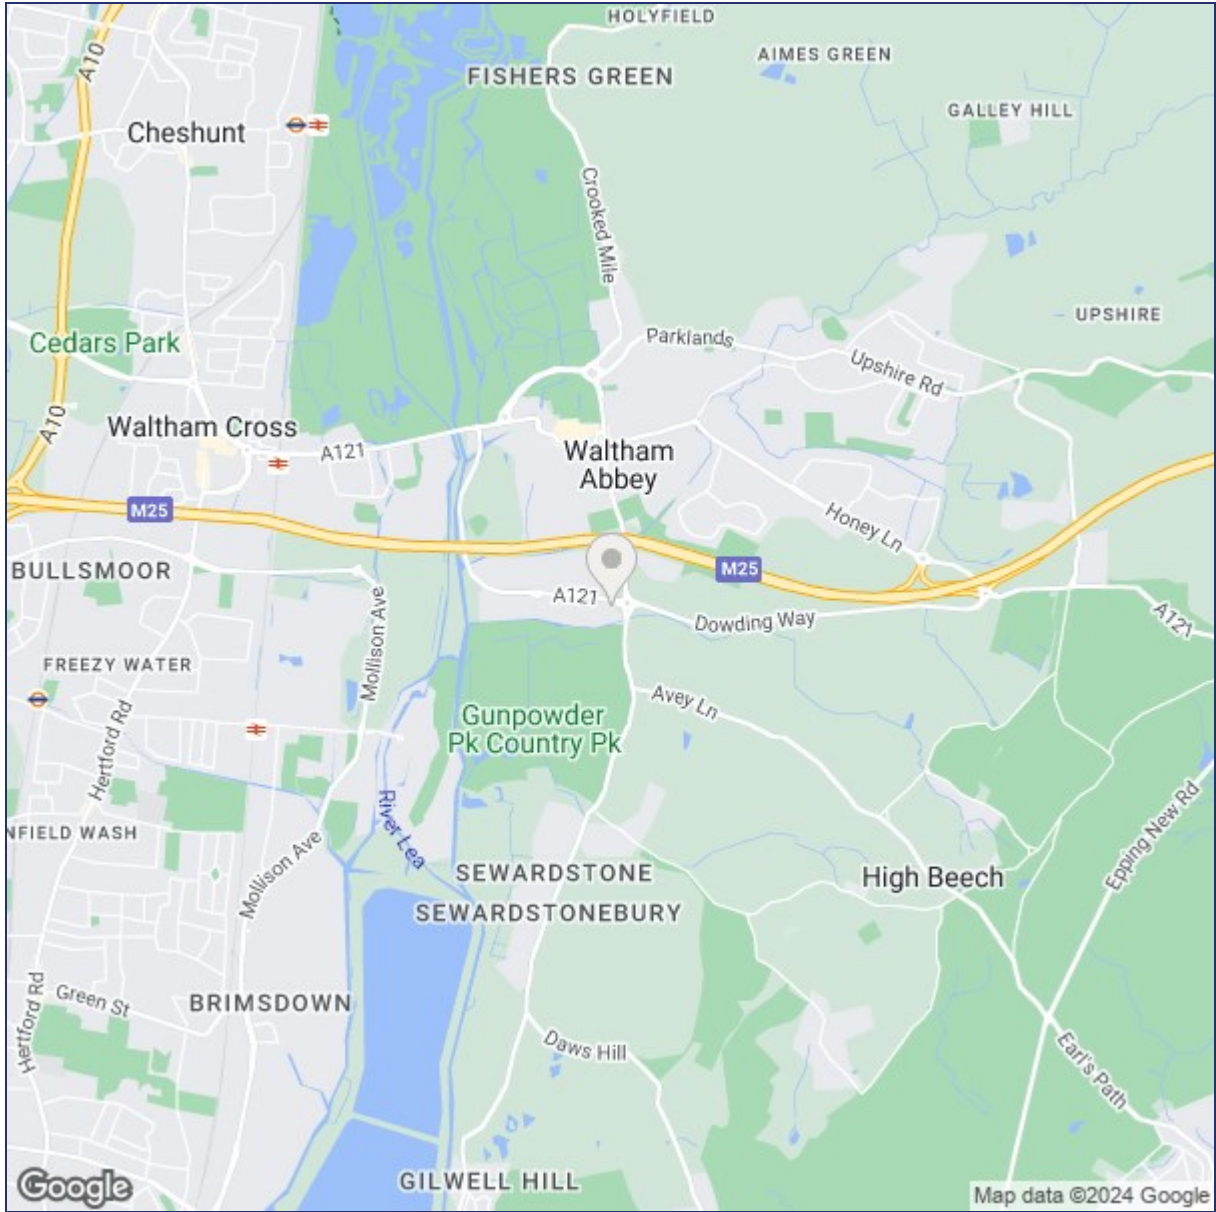 HOLYFIELD
AIMES GREEN
A10
FISHERS GREEN
GALLEY HILL
Cheshunt
Crooked Mile
UPSHIRE
Parklands
Cedars Park
Upshire Rd
A10
Waltham Cross
A121
Waltham
Abbey
M25
Honey Ln
BULLSMOOR
M25
A121
Mollison Ave
Dowding Way
A121
FREEZY WATER
Avey Ln
Hertford Rd
Gunpowder
Pk Country Pk
River Lea
NFIELD WASH
Epping New Rd
Mollison Ave
SEWARDSTONE
High Beech
SEWARDSTONEBURY
Green St
BRIMSDOWN
Hertford Rd
Daws Hill
Earl's Path
GILWELL HILL
Google
Map data ©2024 Google